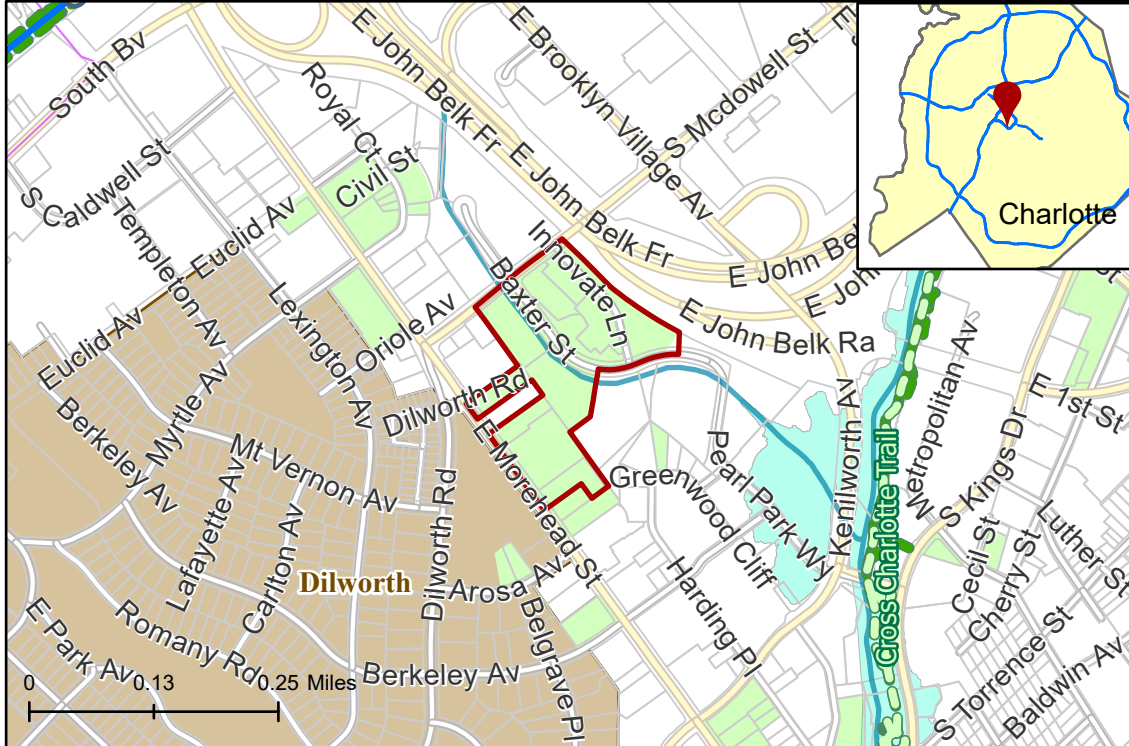 South Bv
E John Belk Fr
E Brooklyn Village Av
S Mcdowell St
Royal Ct
Civil St
S Caldwell St
Templeton Av
Euclid Av
E John Belk Fr
Innovate Ln
E John Bel
E John
Charlotte
St
Baxter St
Lexington Av
Oriole Av
E John Belk Ra
Euclid Av
Myrtle Av
Berkeley Av
Dilworth Rd
E Morehead St
Mt Vernon Av
Lafayette Av
Carlton Av
Dilworth Rd
Greenwood Cliff
Pearl Park Wy
Kenilworth Av
Cross Charlotte Trail
Metropolitan Av
S Kings Dr
E 1st St
Luther St
Cecil St
Cherry St
Dilworth
Arosa Av
Harding Pl
Belgrave Pl
Romany Rd
E Park Av
Berkeley Av
S Torrence St
Baldwin Av
0 0.13 0.25 Miles